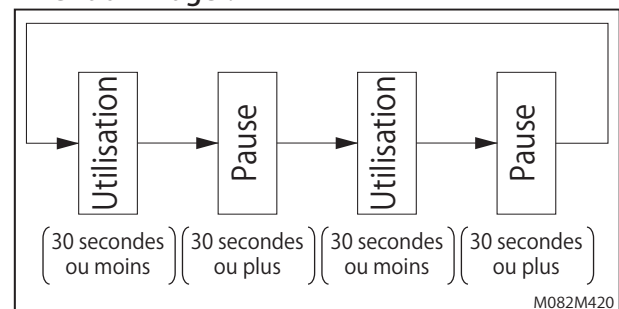 Utilisation
Pause
Utilisation
Pause
(30 secondes ou moins)
(30 secondes ou plus)
(30 secondes ou moins)
(30 secondes ou plus)
M082M420